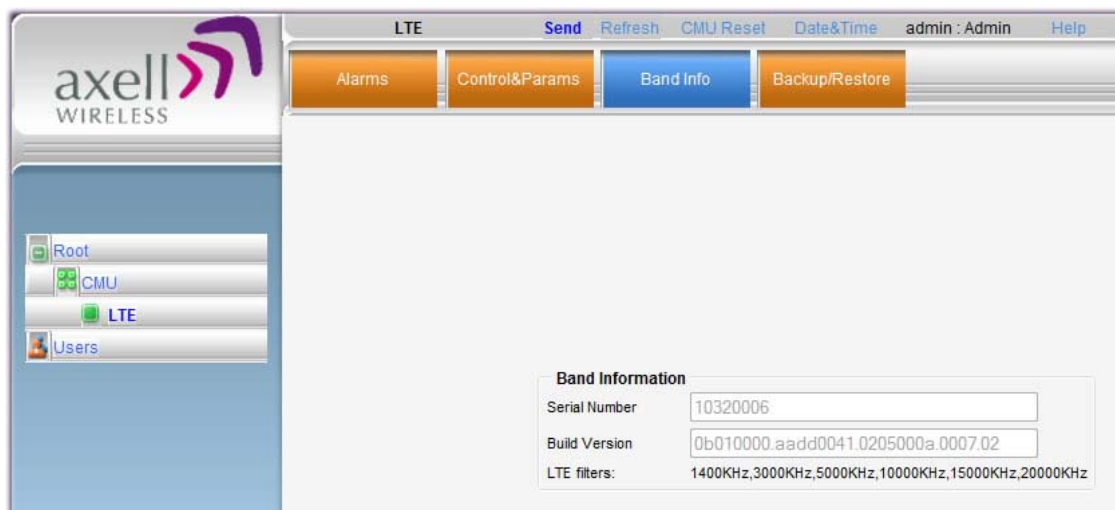 axell
WIRELESS
LTE Send Refresh CMU Reset Date&Time admin : Admin Help
Alarms Control&Params Band Info Backup/Restore
Root
CMU
LTE
Users
Band Information
Serial Number 10320006
Build Version 0b010000.aadd0041.0205000a.0007.02
LTE filters: 1400KHz,3000KHz,5000KHz,10000KHz,15000KHz,20000KHz